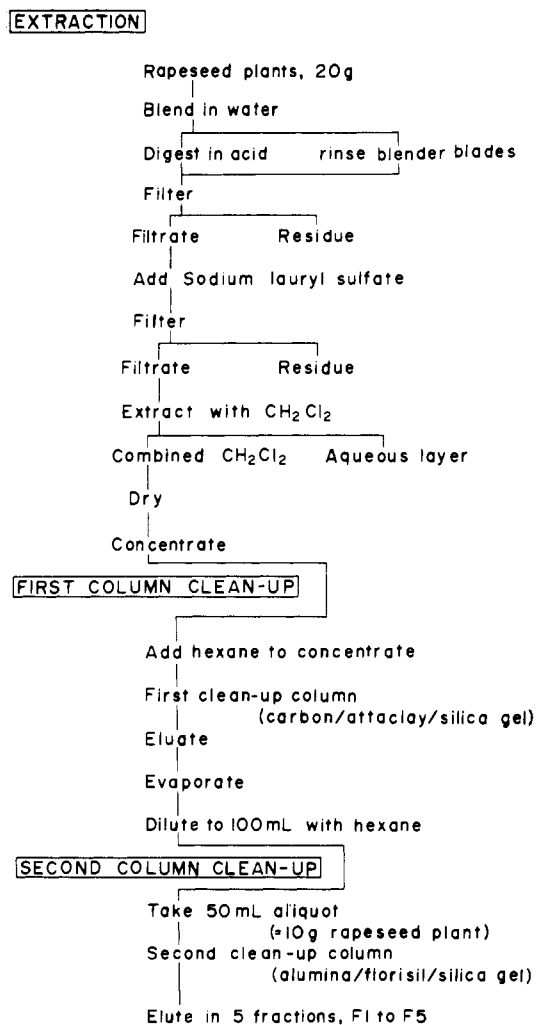 EXTRACTION
Rapeseed plants, 20g
Blend in water
Digest in acid rinse blender blades
Filter
Filtrate Residue
Add Sodium lauryl sulfate
Filter
Filtrate Residue
Extract with CH2Cl2
Combined CH2Cl2 Aqueous layer
Dry
Concentrate
FIRST COLUMN CLEAN-UP
Add hexane to concentrate
First clean-up column
(carbon/attaclay/silica gel)
Eluate
Evaporate
Dilute to 100mL with hexane
SECOND COLUMN CLEAN-UP
Take 50mL aliquot
(=10g rapeseed plant)
Second clean-up column
(alumina/florisil/silica gel)
Elute in 5 fractions, F1 to F5